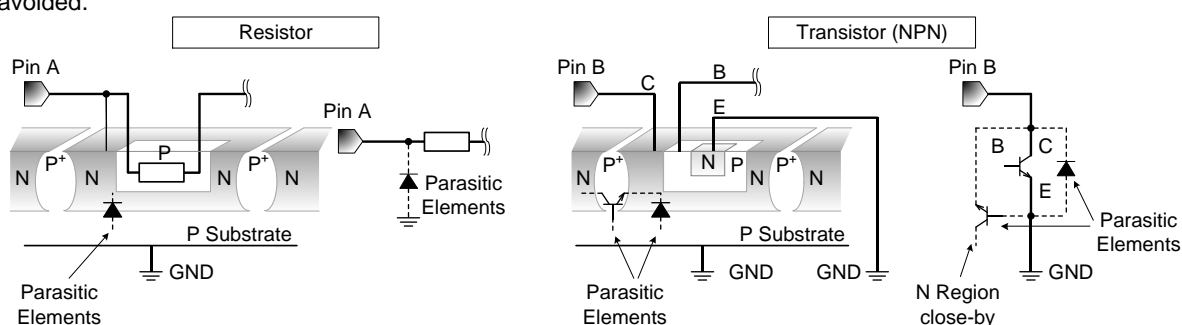 avoided.
Resistor
Transistor (NPN)
Pin A
Pin A
Pin B
Pin B
C
B
E
B
C
E
N
P+
N
P
N
P+
N
N
P+
N
N
P
P+
N
N
Parasitic
Elements
P Substrate
P Substrate
GND
GND
GND
GND
Parasitic
Elements
Parasitic
Elements
Parasitic
Elements
N Region
close-by